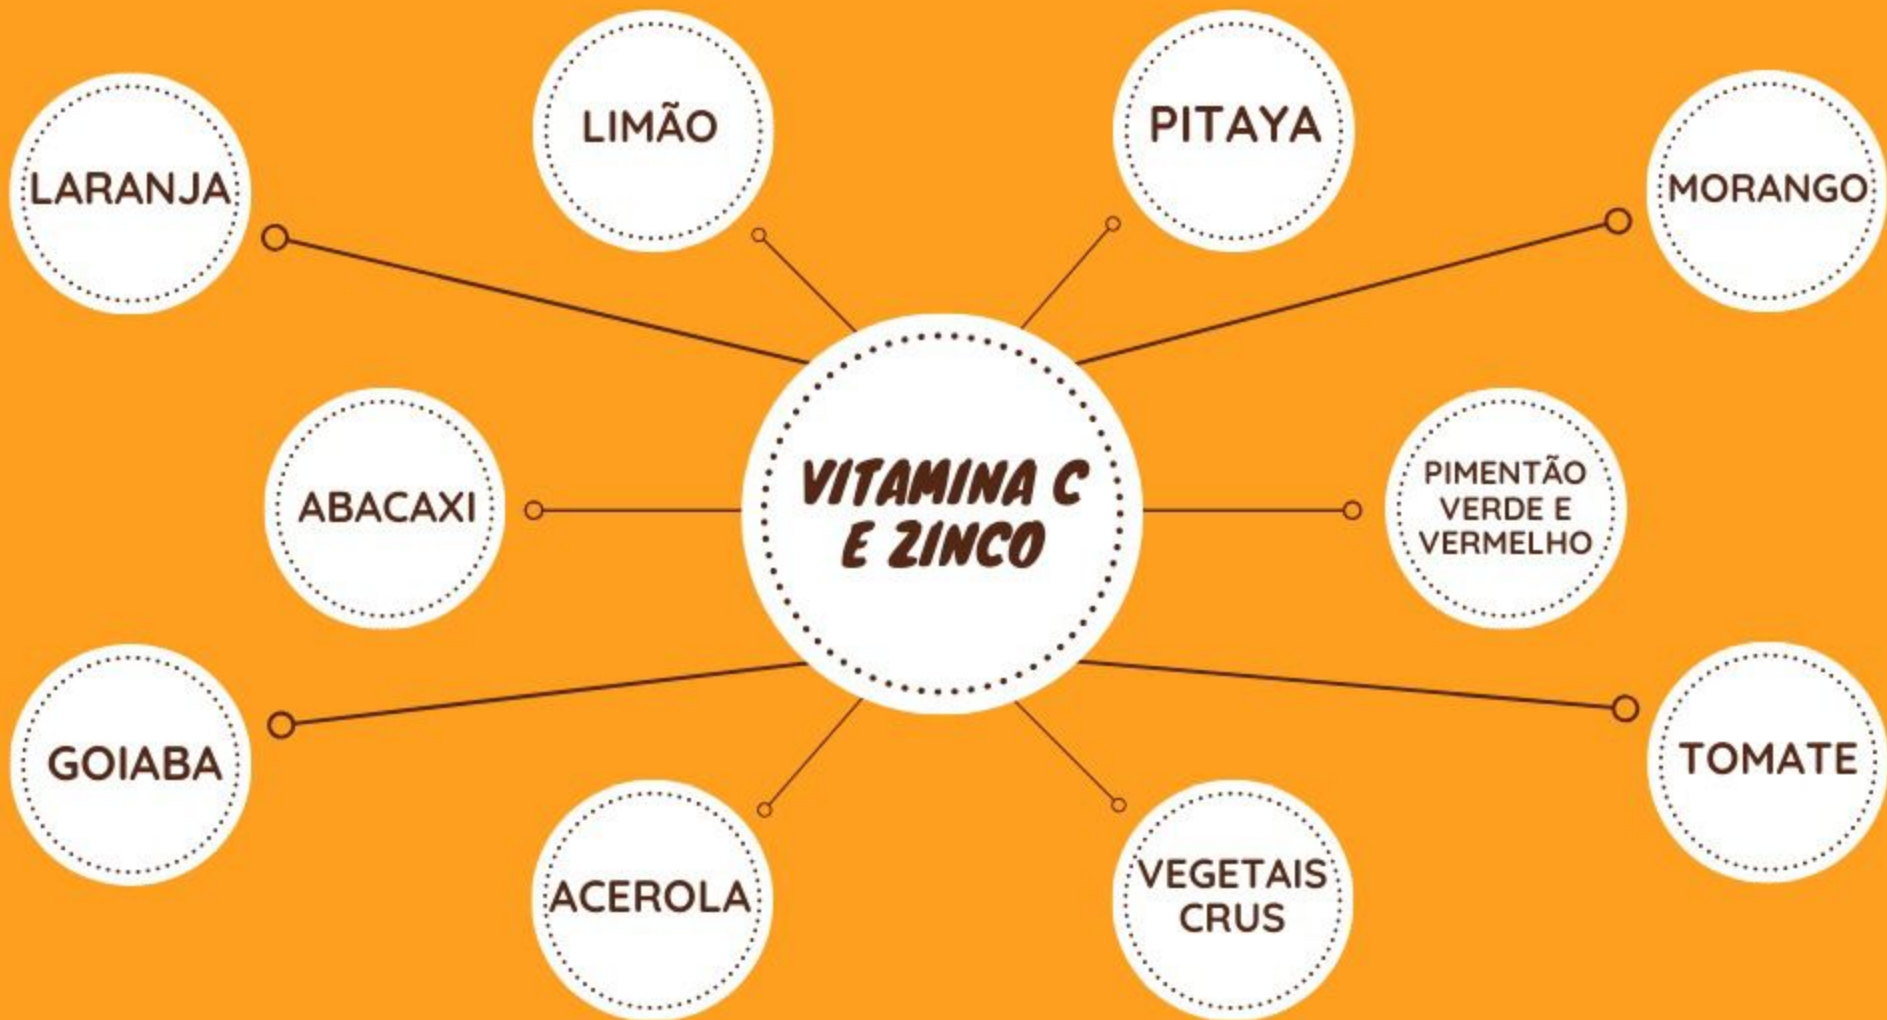 LIMÃO
PITAYA
LARANJA
MORANGO
ABACAXI
VITAMINA C
E ZINCO
PIMENTÃO
VERDE E
VERMELHO
GOIABA
TOMATE
ACEROLA
VEGETAIS
CRUS